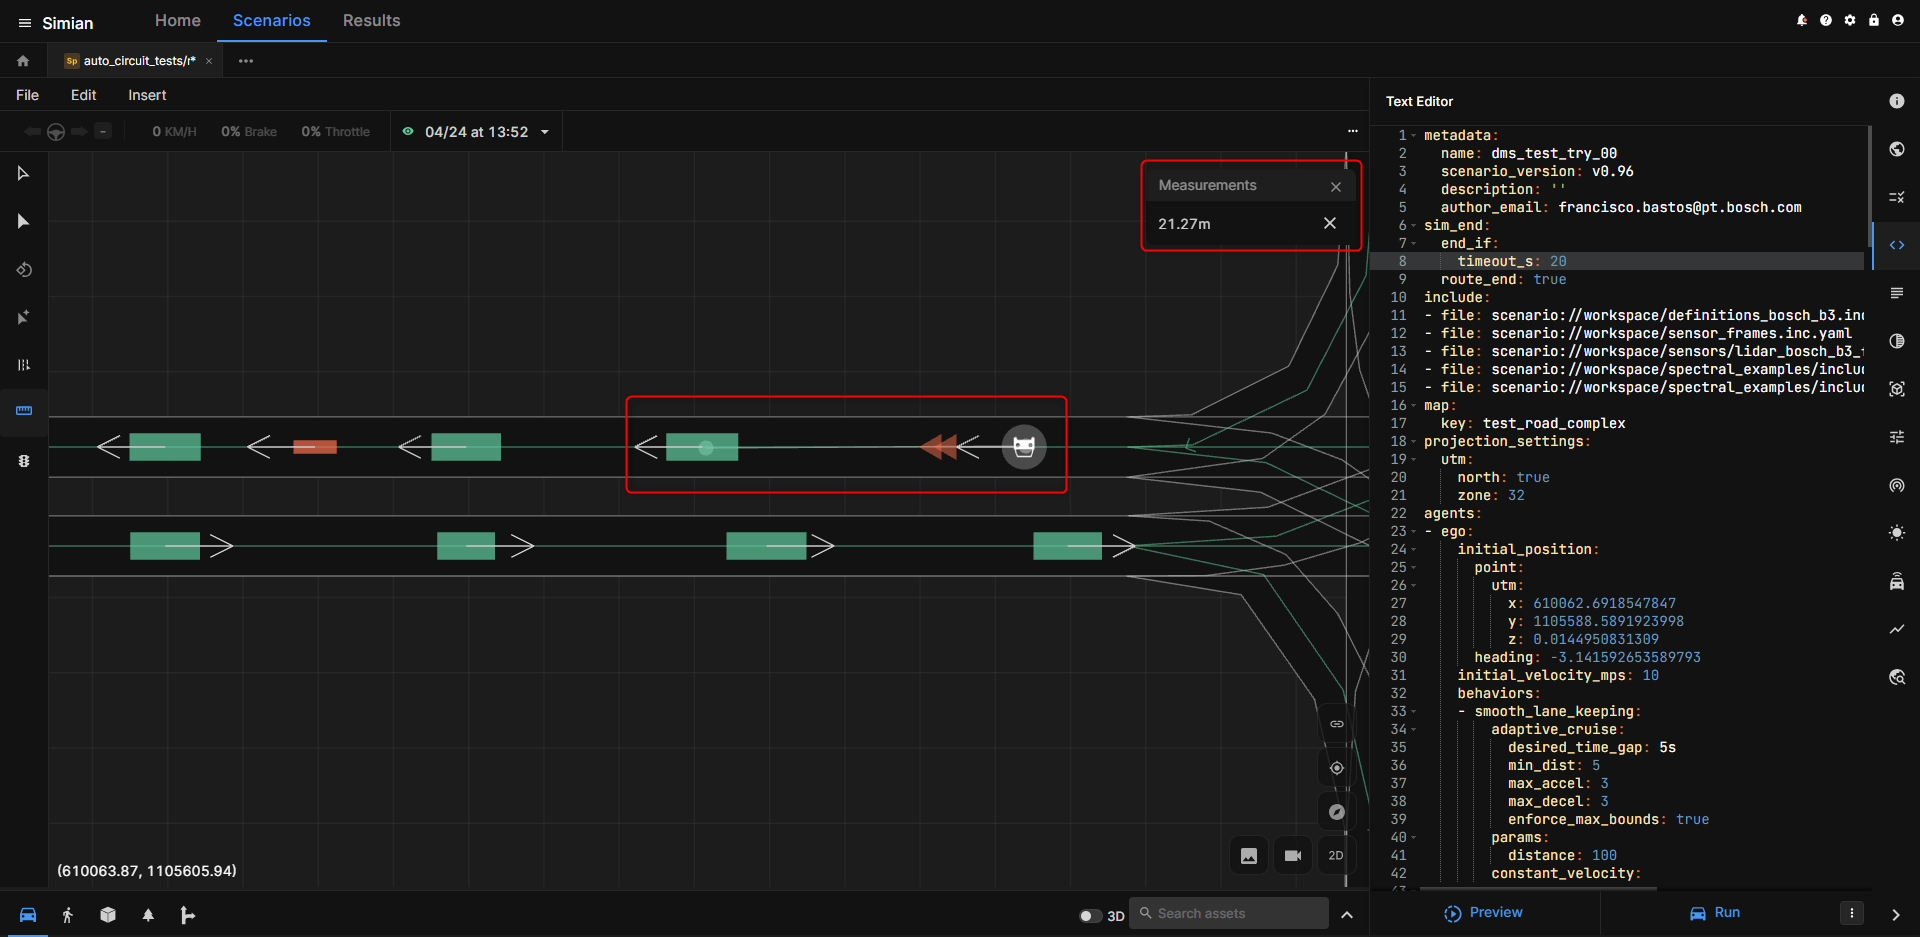 Simian
Home
Scenarios
Results
Sp auto_circuit_tests/r*
File
Edit
Insert
0 KM/H
0% Brake
0% Throttle
04/24 at 13:52
Measurements
21.27m
(610063.87, 1105605.94)
2D
3D
Search assets
Text Editor
1 metadata:
2 name: dms_test_try_00
3 scenario_version: v0.96
4 description: ''
5 author_email: francisco.bastos@pt.bosch.com
6 sim_end:
7 end_if:
8 timeout_s: 20
9 route_end: true
10 include:
11 - file: scenario://workspace/definitions_bosch_b3.inc
12 - file: scenario://workspace/sensor_frames.inc.yaml
13 - file: scenario://workspace/sensors/lidar_bosch_b3_
14 - file: scenario://workspace/spectral_examples/inclu
15 - file: scenario://workspace/spectral_examples/inclu
16 map:
17 key: test_road_complex
18 projection_settings:
19 utm:
20 north: true
21 zone: 32
22 agents:
23 - ego:
24 initial_position:
25 point:
26 utm:
27 x: 610062.6918547847
28 y: 1105588.5891923998
29 z: 0.0144950831309
30 heading: -3.141592653589793
31 initial_velocity_mps: 10
32 behaviors:
33 - smooth_lane_keeping:
34 adaptive_cruise:
35 desired_time_gap: 5s
36 min_dist: 5
37 max_accel: 3
38 max_decel: 3
39 enforce_max_bounds: true
40 params:
41 distance: 100
42 constant_velocity:
Preview
Run